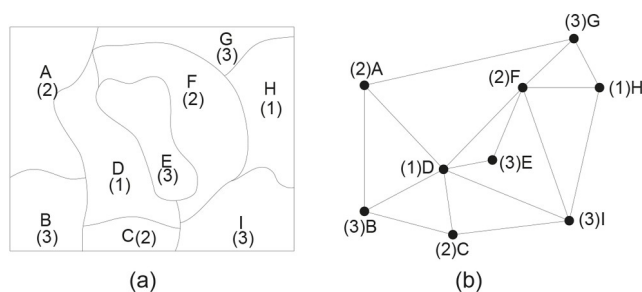 A
(2)
G
(3)
F
(2)
H
(1)
D
(1)
E
(3)
B
(3)
C(2)
I
(3)
(a)
(3)G
(2)A
(2)F
(1)H
(1)D
(3)E
(3)B
(3)I
(2)C
(b)